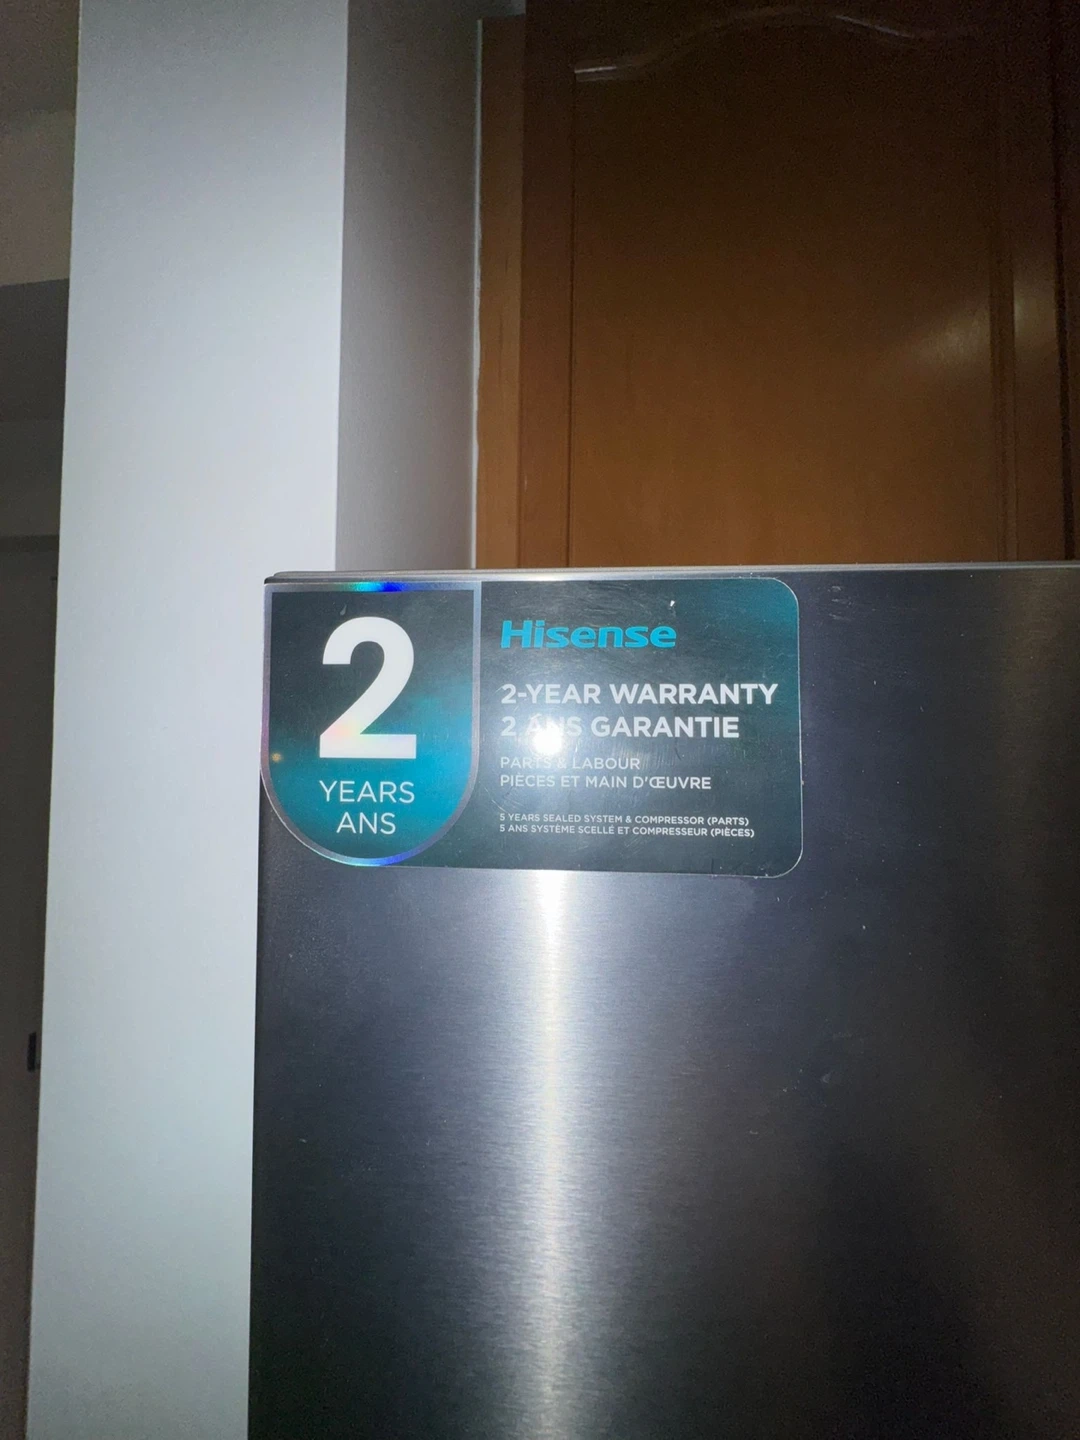 2
YEARS
ANS
Hisense
2-YEAR WARRANTY
2 ANS GARANTIE
PARTS & LABOUR
PIÈCES ET MAIN D'ŒUVRE
5 YEARS SEALED SYSTEM & COMPRESSOR (PARTS)
5 ANS SYSTÈME SCELLÉ ET COMPRESSEUR (PIÈCES)